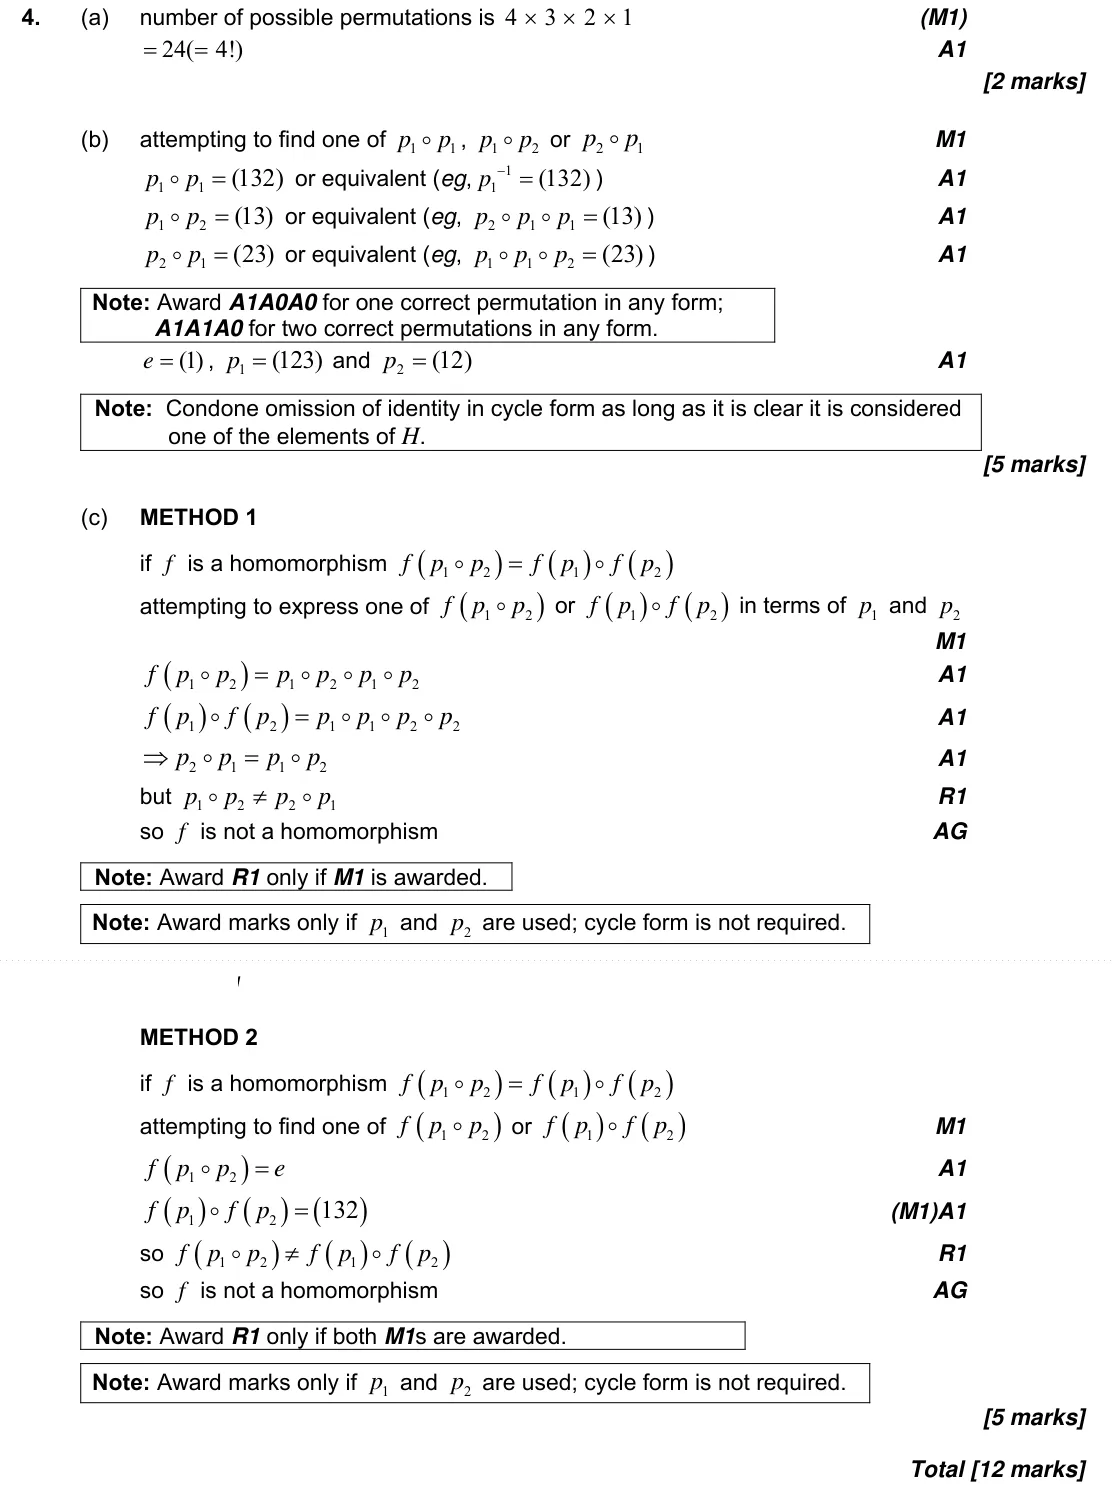 4. (a) number of possible permutations is 4 × 3 × 2 × 1 (M1)
= 24(= 4!) A1
[2 marks]
(b) attempting to find one of p₁ ∘ p₁, p₁ ∘ p₂ or p₂ ∘ p₁ M1
p₁ ∘ p₁ = (132) or equivalent (eg, p₁⁻¹ = (132)) A1
p₁ ∘ p₂ = (13) or equivalent (eg, p₂ ∘ p₁ ∘ p₁ = (13)) A1
p₂ ∘ p₁ = (23) or equivalent (eg, p₁ ∘ p₁ ∘ p₂ = (23)) A1
Note: Award A1A0A0 for one correct permutation in any form;
A1A1A0 for two correct permutations in any form.
e = (1), p₁ = (123) and p₂ = (12) A1
Note: Condone omission of identity in cycle form as long as it is clear it is considered
one of the elements of H.
[5 marks]
(c) METHOD 1
if f is a homomorphism f(p₁ ∘ p₂) = f(p₁) ∘ f(p₂)
attempting to express one of f(p₁ ∘ p₂) or f(p₁) ∘ f(p₂) in terms of p₁ and p₂
M1
f(p₁ ∘ p₂) = p₁ ∘ p₂ ∘ p₁ ∘ p₂ A1
f(p₁) ∘ f(p₂) = p₁ ∘ p₁ ∘ p₂ ∘ p₂ A1
⇒ p₂ ∘ p₁ = p₁ ∘ p₂ A1
but p₁ ∘ p₂ ≠ p₂ ∘ p₁ R1
so f is not a homomorphism AG
Note: Award R1 only if M1 is awarded.
Note: Award marks only if p₁ and p₂ are used; cycle form is not required.
METHOD 2
if f is a homomorphism f(p₁ ∘ p₂) = f(p₁) ∘ f(p₂)
attempting to find one of f(p₁ ∘ p₂) or f(p₁) ∘ f(p₂) M1
f(p₁ ∘ p₂) = e A1
f(p₁) ∘ f(p₂) = (132) (M1)A1
so f(p₁ ∘ p₂) ≠ f(p₁) ∘ f(p₂) R1
so f is not a homomorphism AG
Note: Award R1 only if both M1s are awarded.
Note: Award marks only if p₁ and p₂ are used; cycle form is not required.
[5 marks]
Total [12 marks]